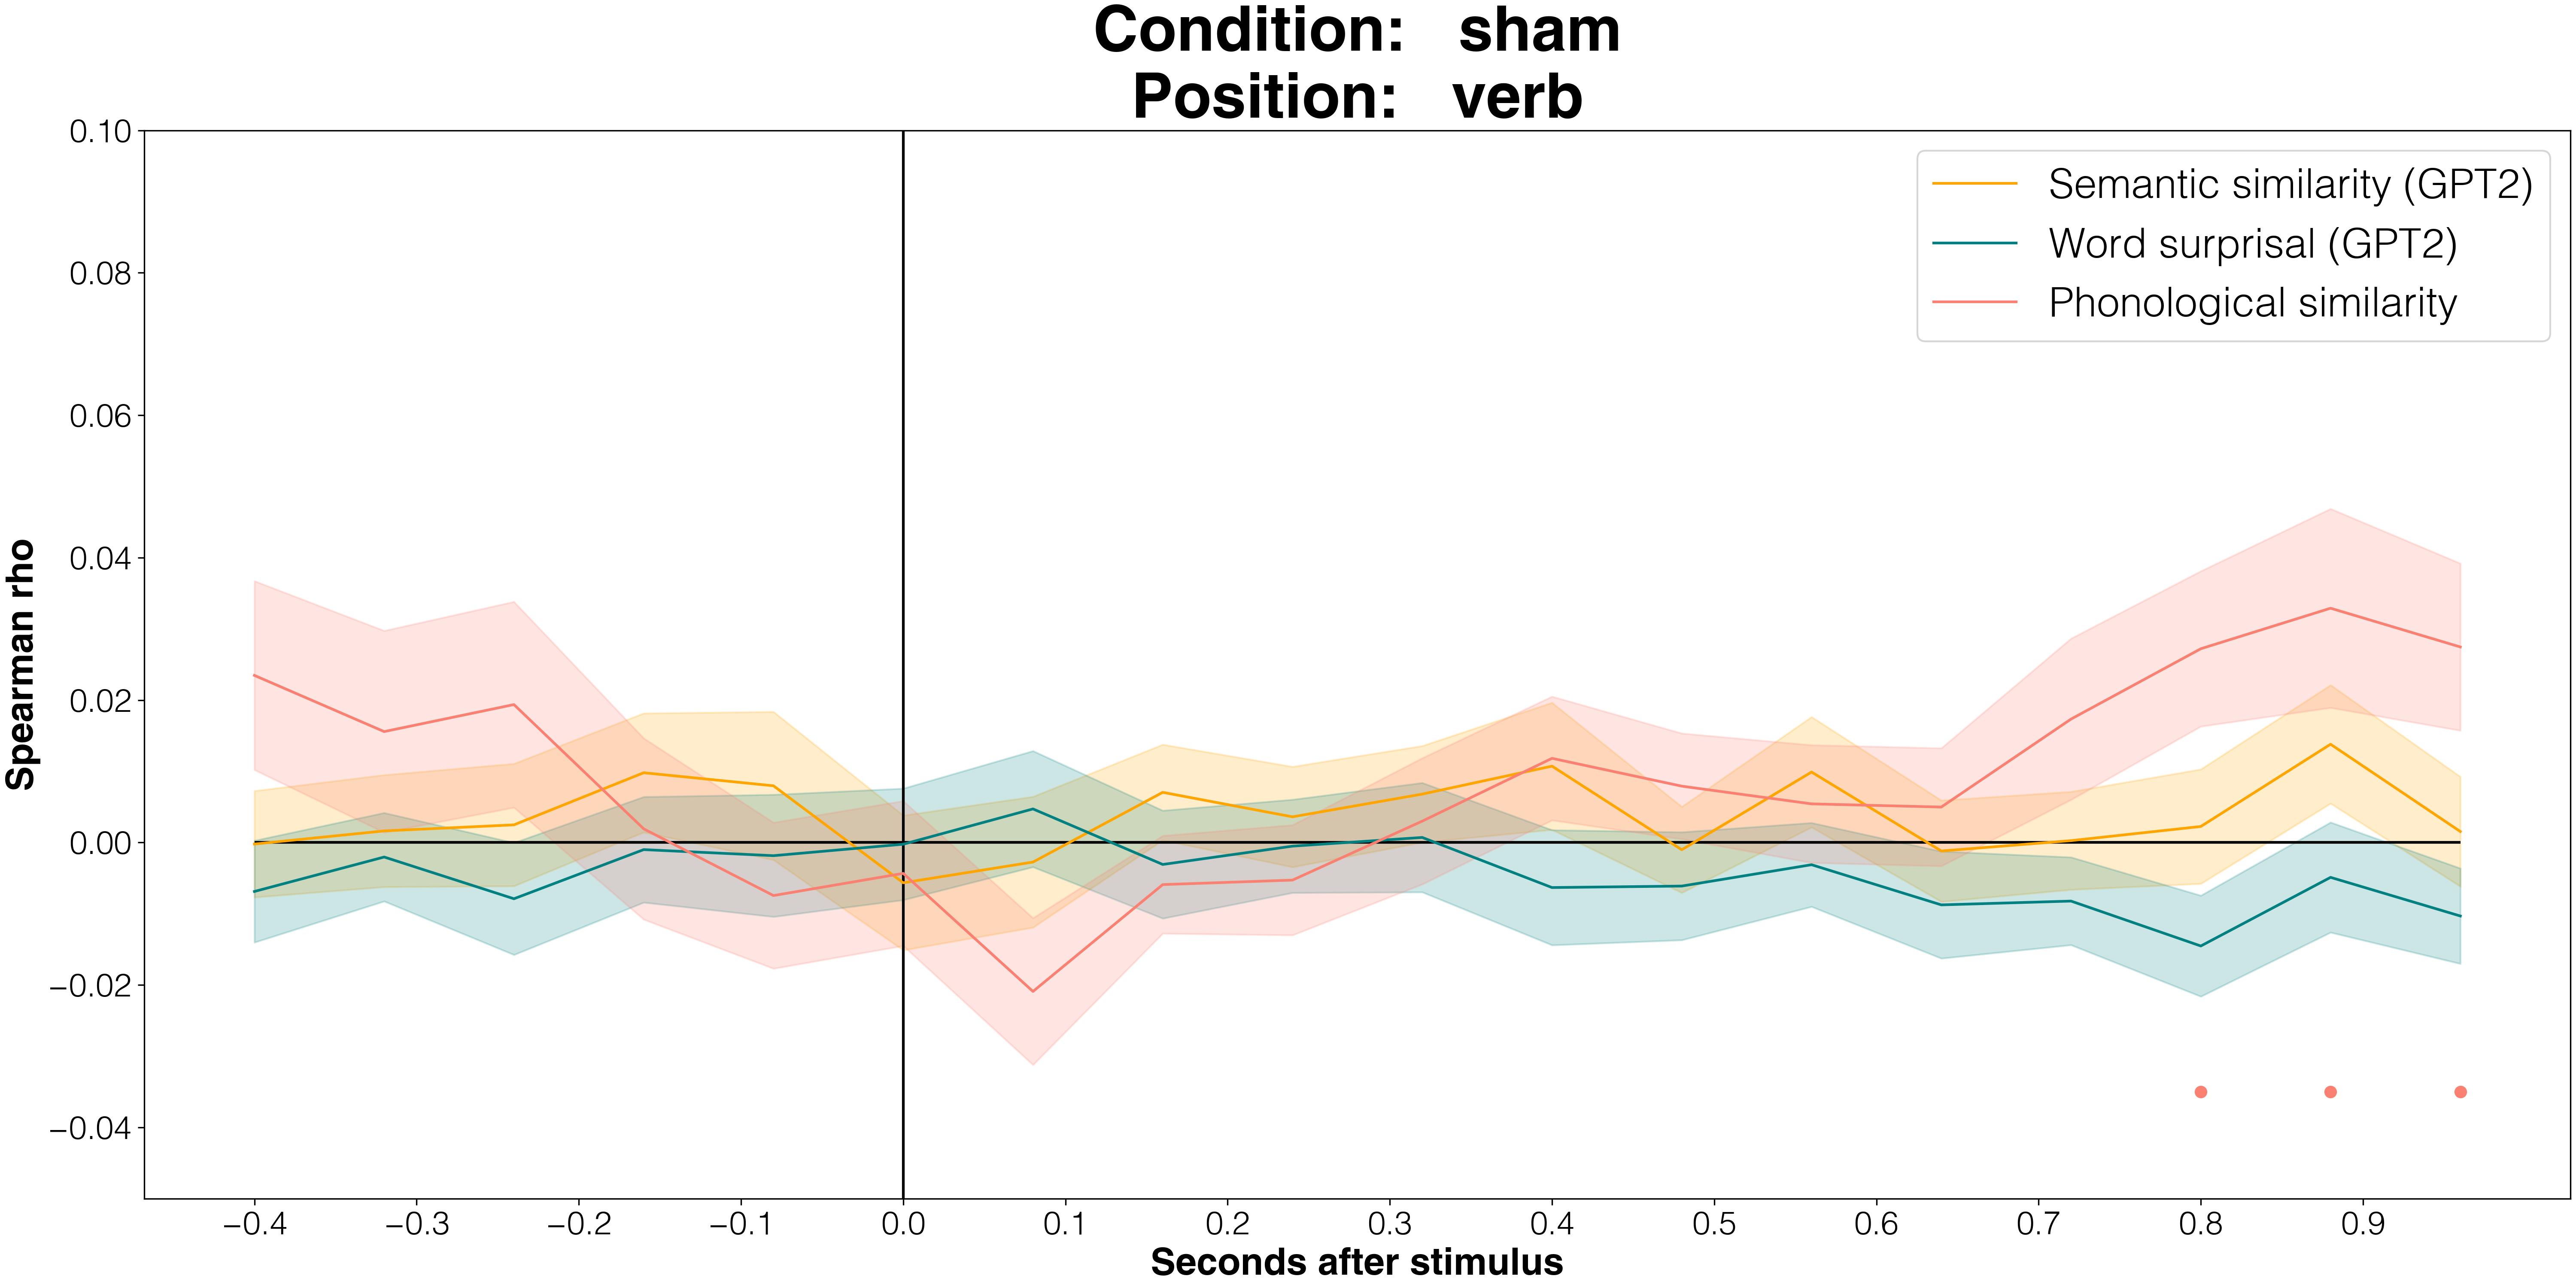 Condition: sham
Position: verb
0.10
0.08
0.06
0.04
0.02
0.00
−0.02
−0.04
Spearman rho
Semantic similarity (GPT2)
Word surprisal (GPT2)
Phonological similarity
−0.4 −0.3 −0.2 −0.1 0.0 0.1 0.2 0.3 0.4 0.5 0.6 0.7 0.8 0.9
Seconds after stimulus